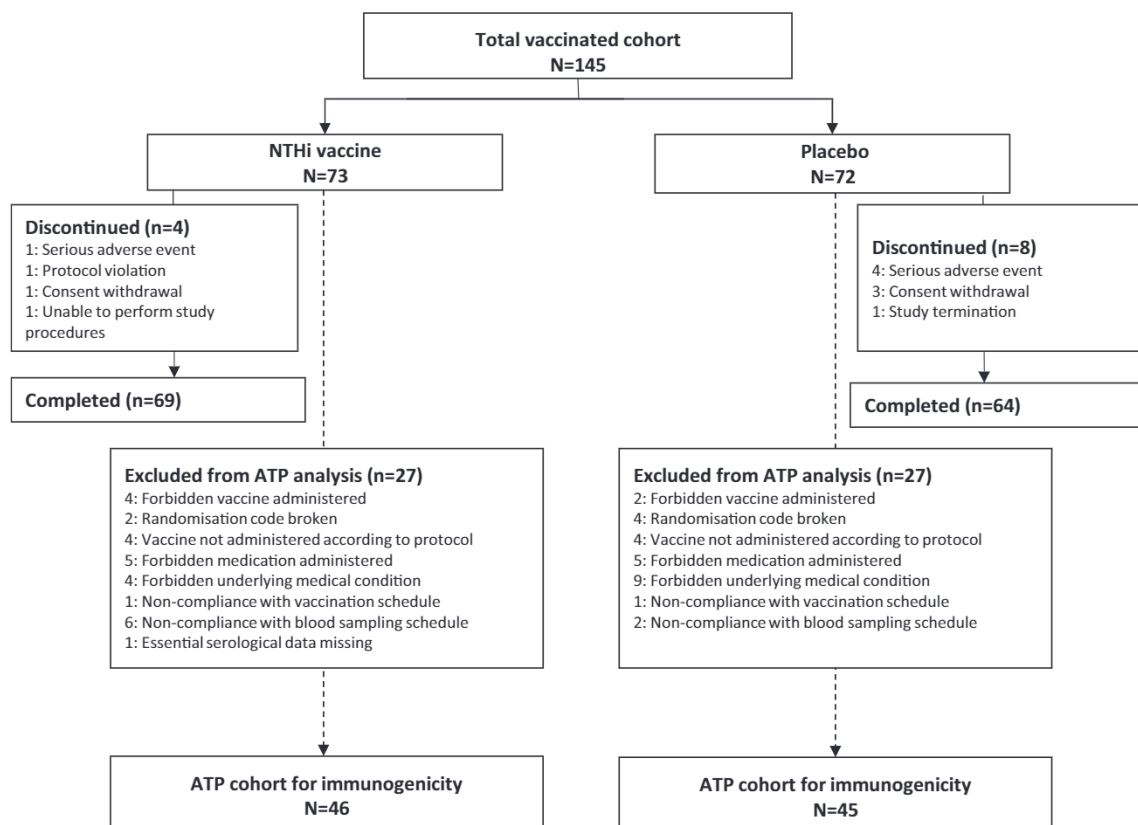 Total vaccinated cohort
N=145
NTHi vaccine
N=73
Placebo
N=72
Discontinued (n=4)
1: Serious adverse event
1: Protocol violation
1: Consent withdrawal
1: Unable to perform study
procedures
Discontinued (n=8)
4: Serious adverse event
3: Consent withdrawal
1: Study termination
Completed (n=69)
Completed (n=64)
Excluded from ATP analysis (n=27)
4: Forbidden vaccine administered
2: Randomisation code broken
4: Vaccine not administered according to protocol
5: Forbidden medication administered
4: Forbidden underlying medical condition
1: Non-compliance with vaccination schedule
6: Non-compliance with blood sampling schedule
1: Essential serological data missing
Excluded from ATP analysis (n=27)
2: Forbidden vaccine administered
4: Randomisation code broken
4: Vaccine not administered according to protocol
5: Forbidden medication administered
9: Forbidden underlying medical condition
1: Non-compliance with vaccination schedule
2: Non-compliance with blood sampling schedule
ATP cohort for immunogenicity
N=46
ATP cohort for immunogenicity
N=45